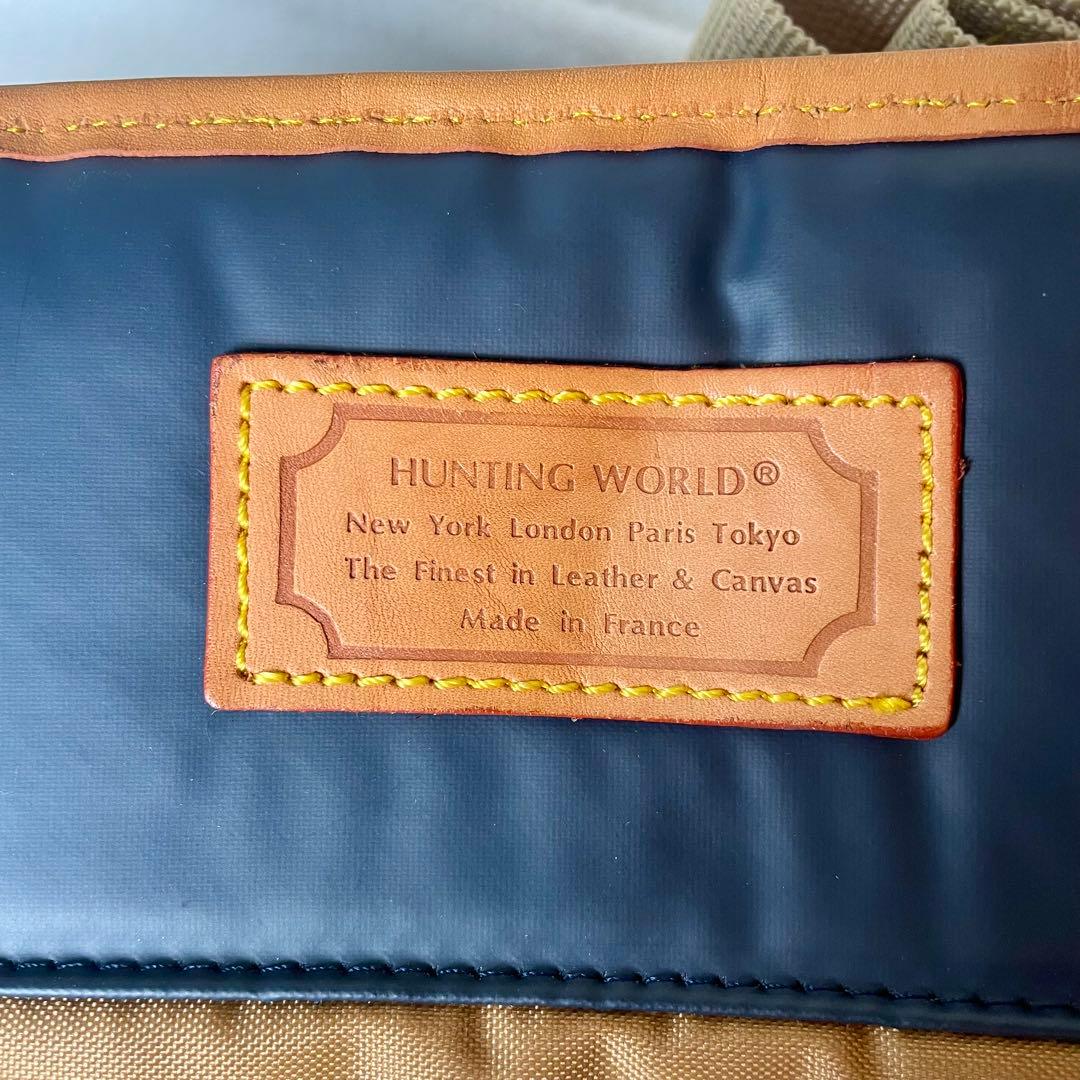 HUNTING WORLD®
New York London Paris Tokyo
The Finest in Leather & Canvas
Made in France